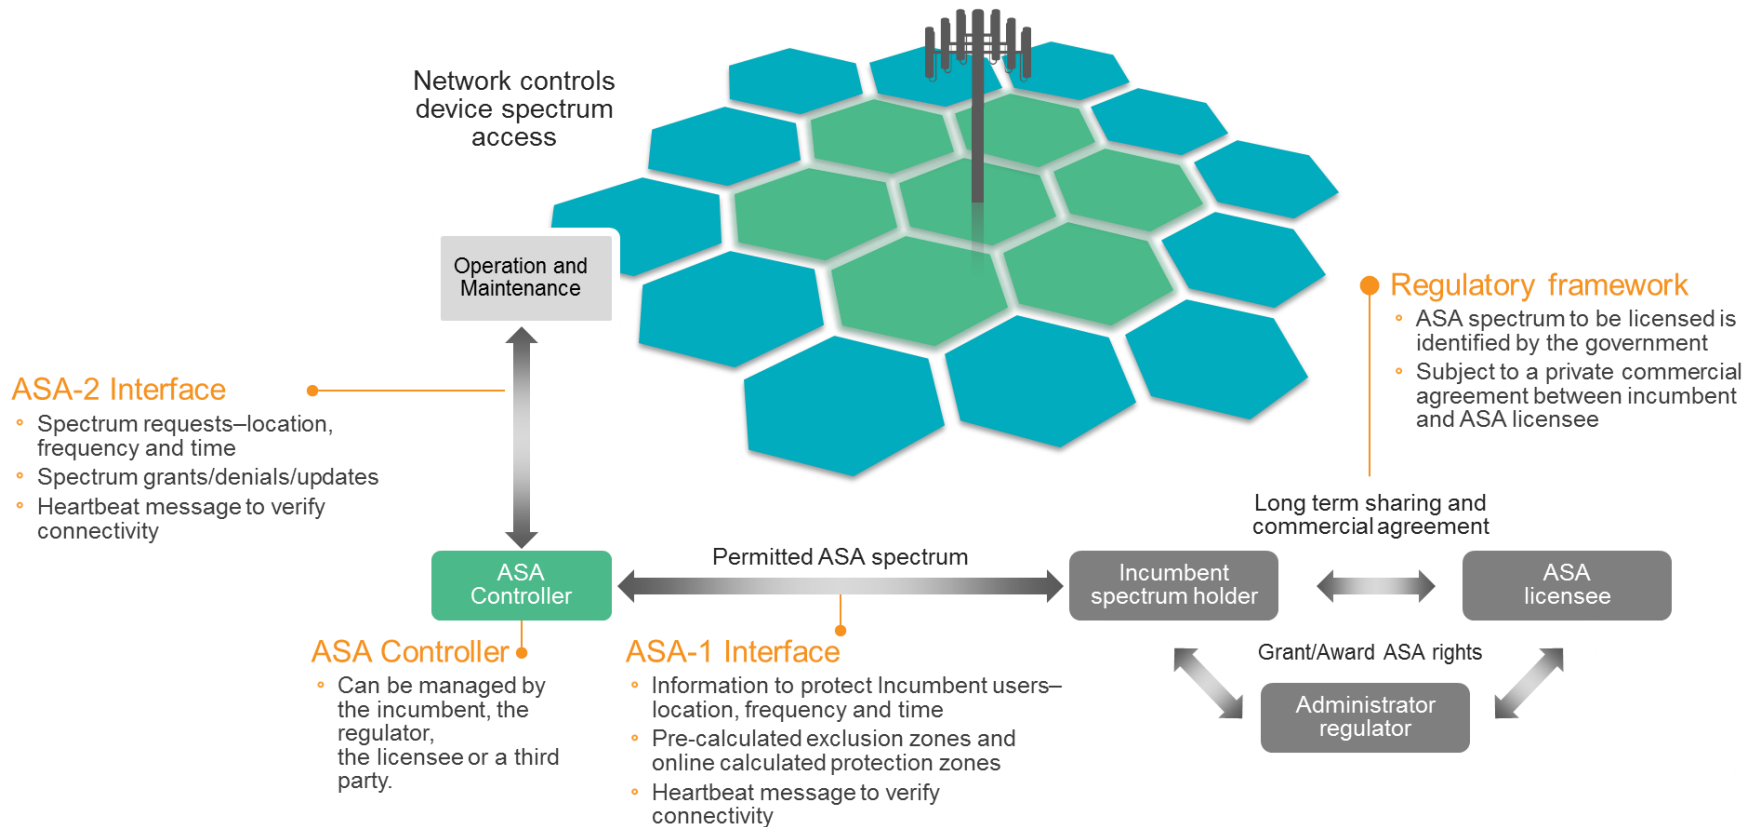 Network controls
device spectrum
access
Operation and
Maintenance
Regulatory framework
ASA spectrum to be licensed is
identified by the government
Subject to a private commercial
agreement between incumbent
and ASA licensee
ASA-2 Interface
Spectrum requests–location,
frequency and time
Spectrum grants/denials/updates
Heartbeat message to verify
connectivity
Long term sharing and
commercial agreement
Permitted ASA spectrum
ASA
Controller
Incumbent
spectrum holder
ASA
licensee
ASA Controller
Can be managed by
the incumbent, the
regulator,
the licensee or a third
party.
ASA-1 Interface
Information to protect Incumbent users–
location, frequency and time
Pre-calculated exclusion zones and
online calculated protection zones
Heartbeat message to verify
connectivity
Grant/Award ASA rights
Administrator
regulator